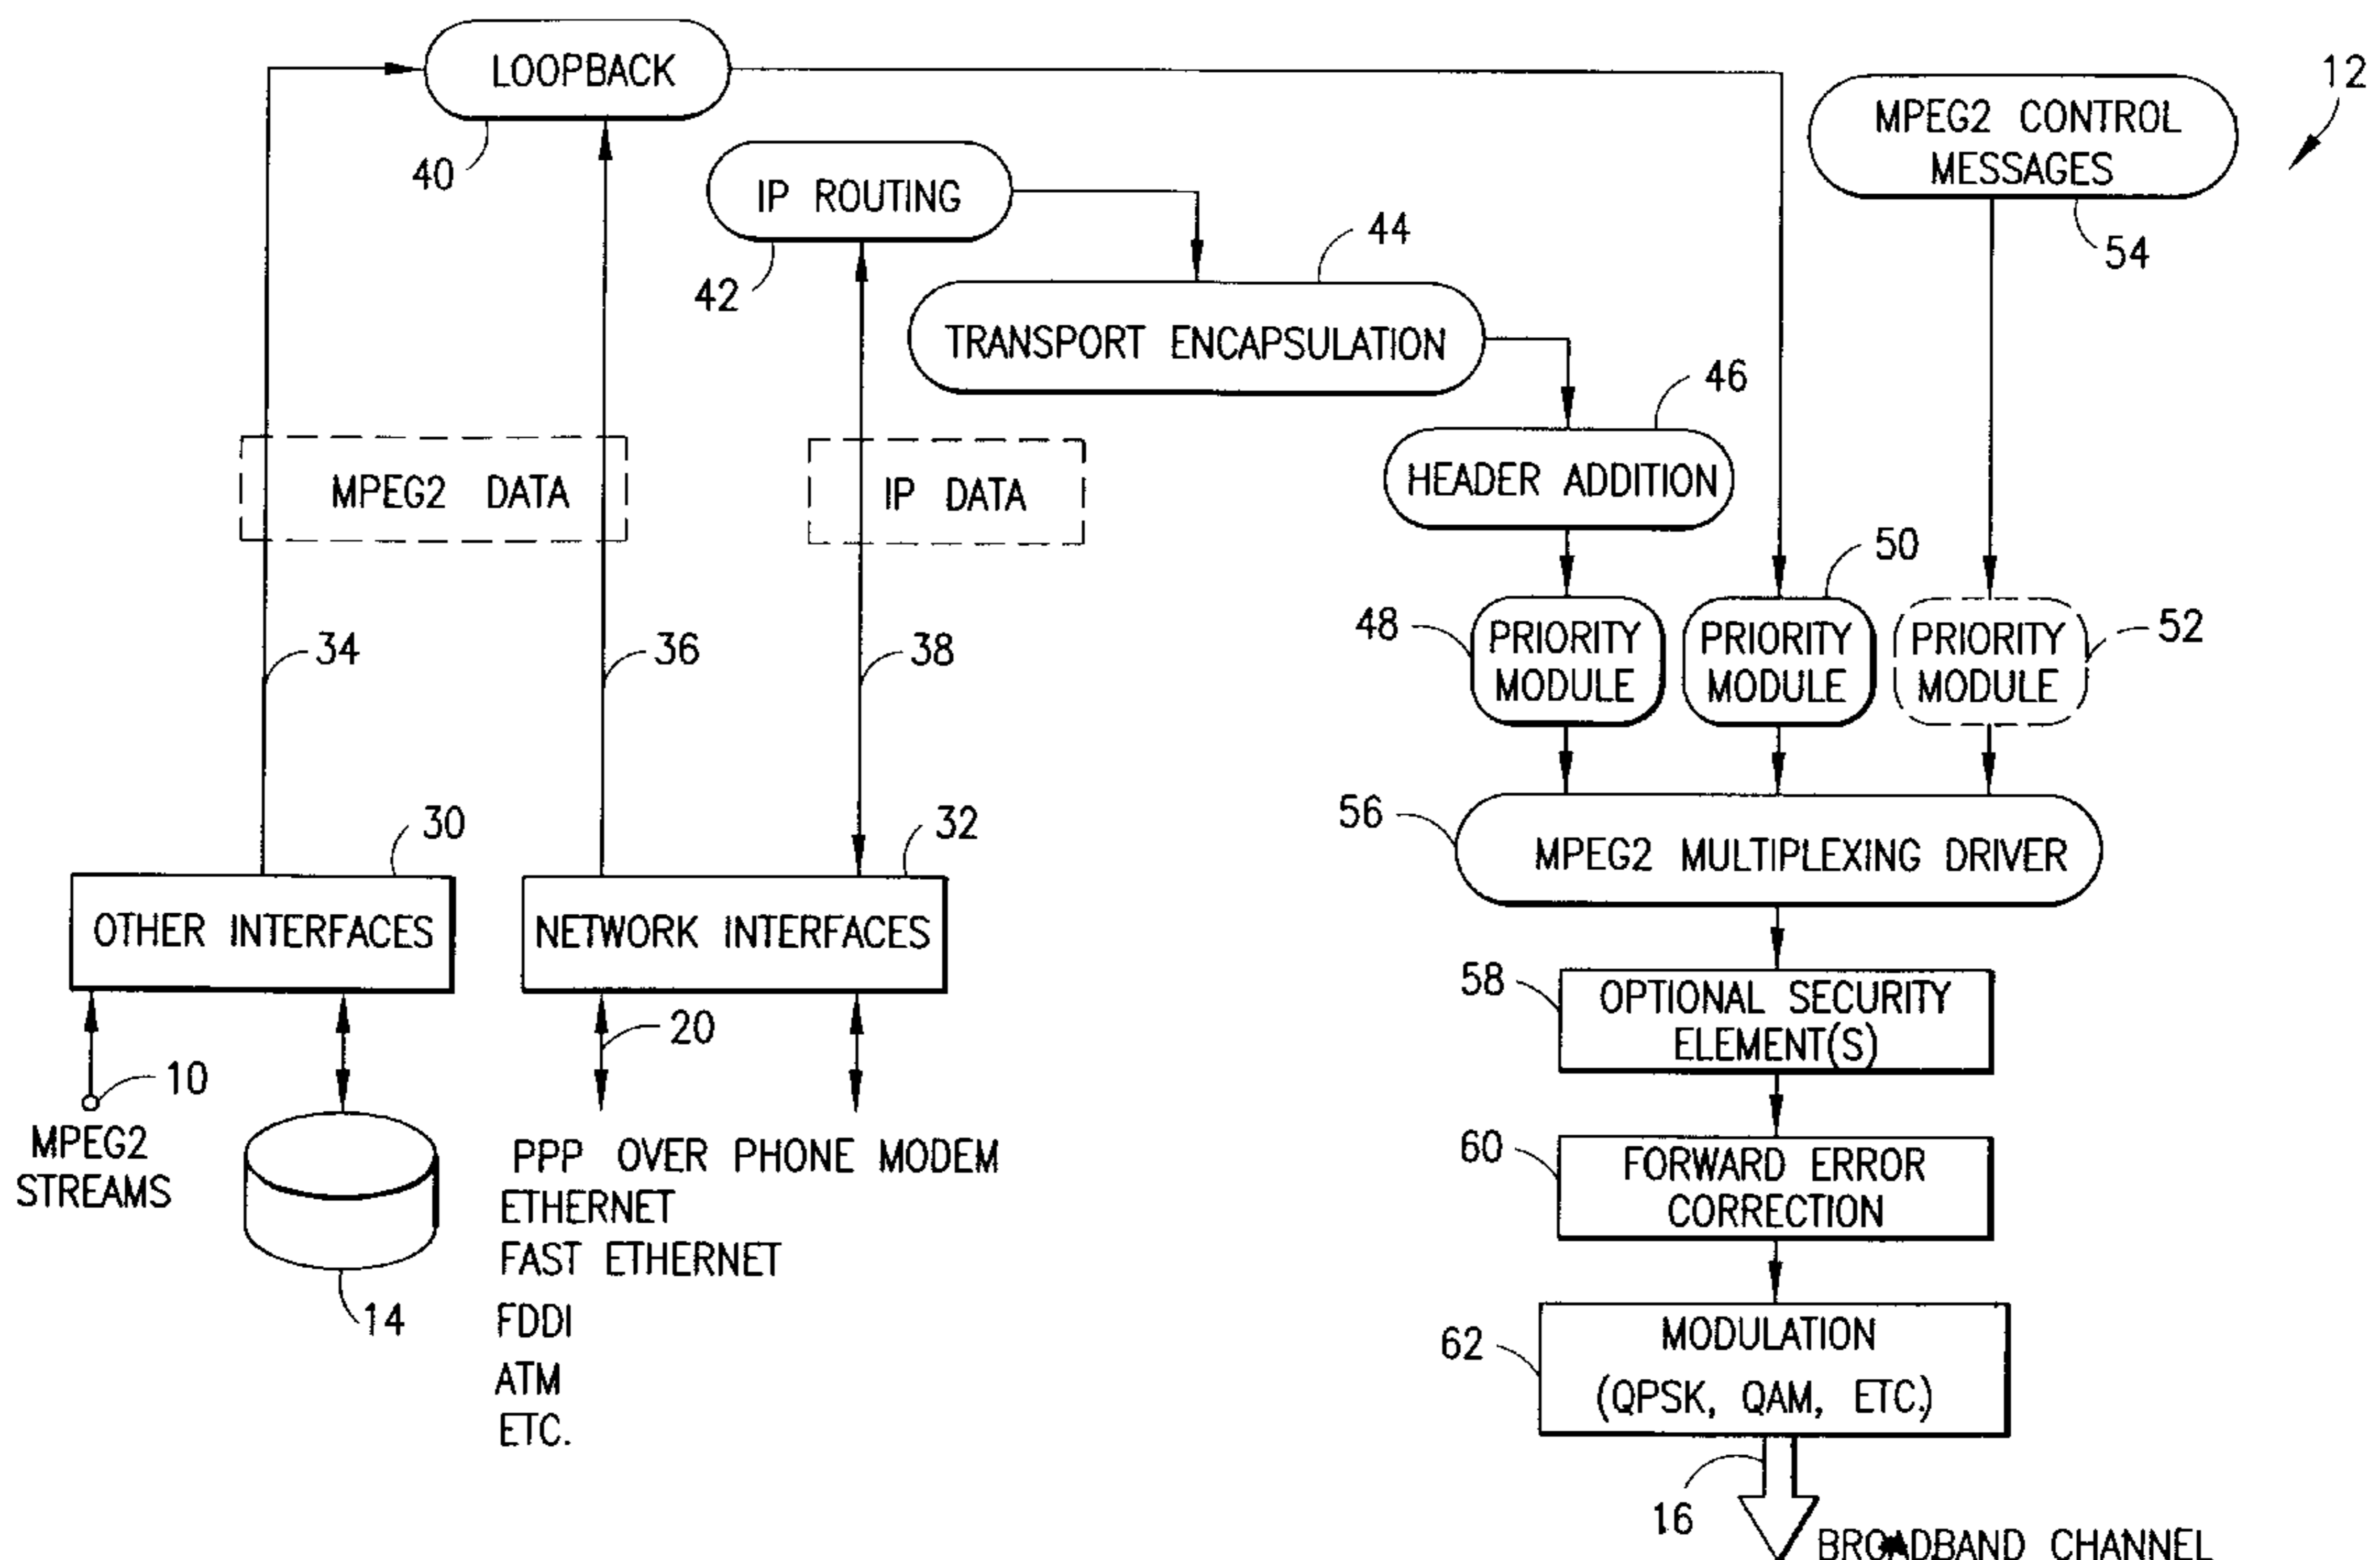 LOOPBACK
12
MPEG2 CONTROL
MESSAGES
40
IP ROUTING
54
42
44
TRANSPORT ENCAPSULATION
46
HEADER ADDITION
MPEG2 DATA
IP DATA
50
48
PRIORITY
MODULE
PRIORITY
MODULE
PRIORITY
MODULE
52
34
36
38
30
32
56
MPEG2 MULTIPLEXING DRIVER
OTHER INTERFACES
NETWORK INTERFACES
58
OPTIONAL SECURITY
ELEMENT(S)
20
10
MPEG2
STREAMS
14
PPP OVER PHONE MODEM
ETHERNET
FAST ETHERNET
FDDI
ATM
ETC.
60
FORWARD ERROR
CORRECTION
62
MODULATION
(QPSK, QAM, ETC.)
16
BROADBAND CHANNEL